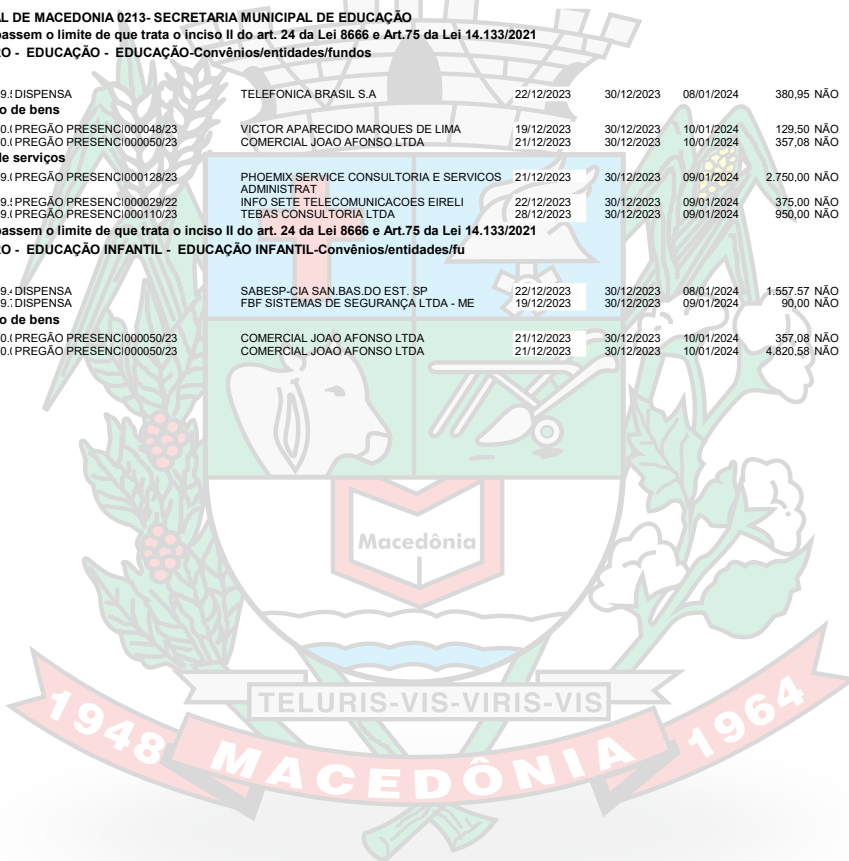 AL DE MACEDONIA 0213- SECRETARIA MUNICIPAL DE EDUCAÇÃO
passem o limite de que trata o inciso II do art. 24 da Lei 8666 e Art.75 da Lei 14.133/2021
RO - EDUCAÇÃO - EDUCAÇÃO-Convênios/entidades/fundos
DISPENSA TELEFONICA BRASIL S.A 22/12/2023 30/12/2023 08/01/2024 380,95 NÃO
o de bens
PREGÃO PRESENCI 000048/23 VICTOR APARECIDO MARQUES DE LIMA 19/12/2023 30/12/2023 10/01/2024 129,50 NÃO
PREGÃO PRESENCI 000050/23 COMERCIAL JOAO AFONSO LTDA 21/12/2023 30/12/2023 10/01/2024 357,08 NÃO
de serviços
PREGÃO PRESENCI 000128/23 PHOEMIX SERVICE CONSULTORIA E SERVICOS 21/12/2023 30/12/2023 09/01/2024 2.750,00 NÃO
ADMINISTRAT
PREGÃO PRESENCI 000029/22 INFO SETE TELECOMUNICACOES EIRELI 22/12/2023 30/12/2023 09/01/2024 375,00 NÃO
PREGÃO PRESENCI 000110/23 TEBAS CONSULTORIA LTDA 28/12/2023 30/12/2023 09/01/2024 950,00 NÃO
passem o limite de que trata o inciso II do art. 24 da Lei 8666 e Art.75 da Lei 14.133/2021
RO - EDUCAÇÃO INFANTIL - EDUCAÇÃO INFANTIL-Convênios/entidades/fu
DISPENSA SABESP-CIA SAN.BAS.DO EST. SP 22/12/2023 30/12/2023 08/01/2024 1.557,57 NÃO
DISPENSA FBF SISTEMAS DE SEGURANÇA LTDA - ME 19/12/2023 30/12/2023 09/01/2024 90,00 NÃO
o de bens
PREGÃO PRESENCI 000050/23 COMERCIAL JOAO AFONSO LTDA 21/12/2023 30/12/2023 10/01/2024 357,08 NÃO
PREGÃO PRESENCI 000050/23 COMERCIAL JOAO AFONSO LTDA 21/12/2023 30/12/2023 10/01/2024 4.820,58 NÃO
Macedônia
TELURIS-VIS-VIRIS-VIS
1948 MACEDÔNIA 1964